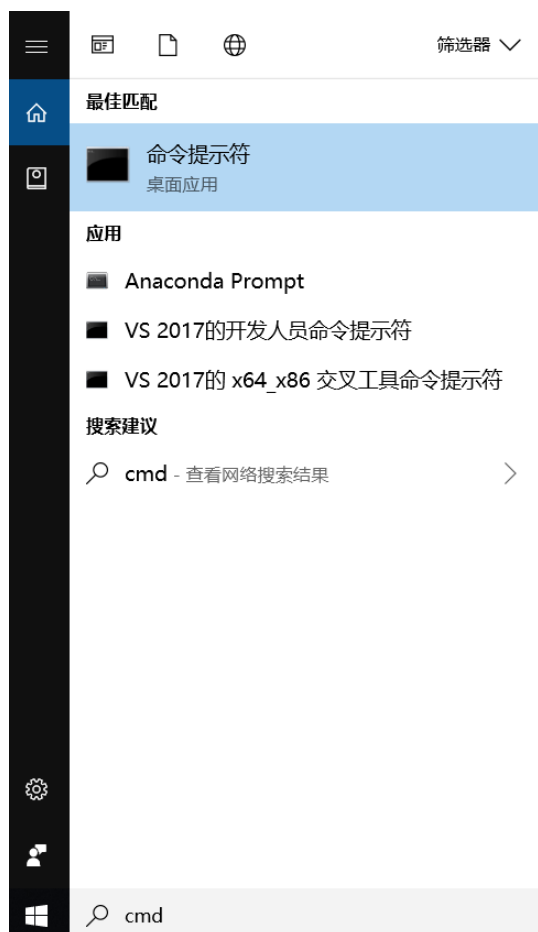 筛选器
最佳匹配
命令提示符
桌面应用
应用
Anaconda Prompt
VS 2017的开发人员命令提示符
VS 2017的 x64_x86 交叉工具命令提示符
搜索建议
cmd - 查看网络搜索结果
cmd